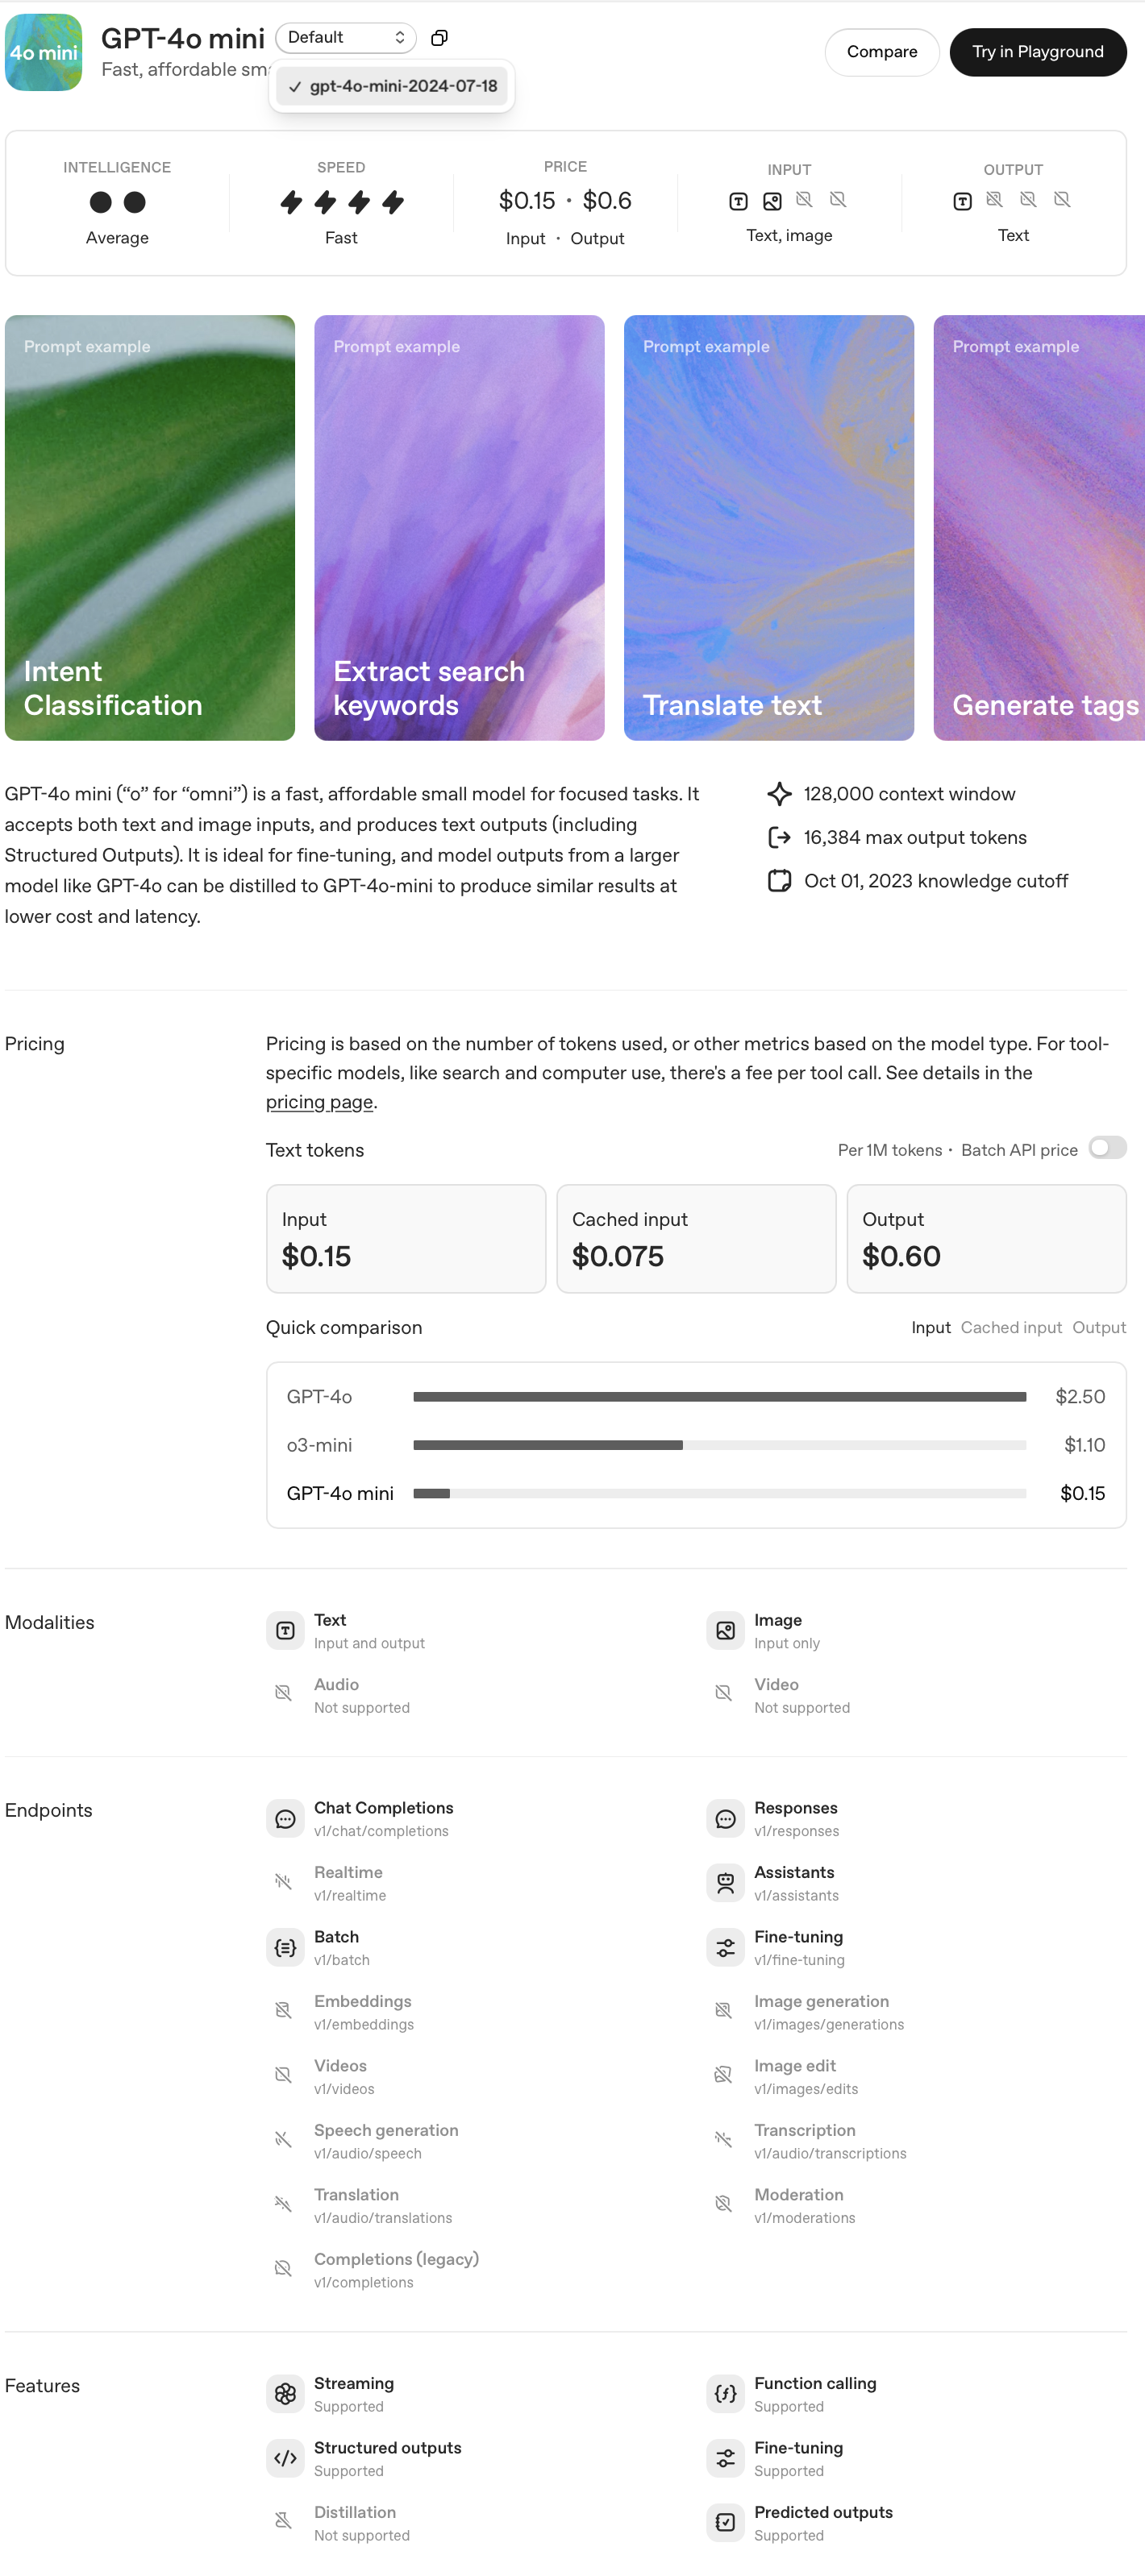 4o mini
GPT-4o mini
Default
Fast, affordable sma
✓ gpt-4o-mini-2024-07-18
Compare
Try in Playground
INTELLIGENCE
Average
SPEED
Fast
PRICE
$0.15 • $0.6
Input • Output
INPUT
Text, image
OUTPUT
Text
Prompt example
Intent
Classification
Prompt example
Extract search
keywords
Prompt example
Translate text
Prompt example
Generate tags
GPT-4o mini (“o” for “omni”) is a fast, affordable small model for focused tasks. It
accepts both text and image inputs, and produces text outputs (including
Structured Outputs). It is ideal for fine-tuning, and model outputs from a larger
model like GPT-4o can be distilled to GPT-4o-mini to produce similar results at
lower cost and latency.
128,000 context window
16,384 max output tokens
Oct 01, 2023 knowledge cutoff
Pricing
Pricing is based on the number of tokens used, or other metrics based on the model type. For tool-
specific models, like search and computer use, there's a fee per tool call. See details in the
pricing page.
Text tokens
Per 1M tokens • Batch API price
Input
$0.15
Cached input
$0.075
Output
$0.60
Quick comparison
Input Cached input Output
GPT-4o $2.50
o3-mini $1.10
GPT-4o mini $0.15
Modalities
Text
Input and output
Image
Input only
Audio
Not supported
Video
Not supported
Endpoints
Chat Completions
v1/chat/completions
Responses
v1/responses
Realtime
v1/realtime
Assistants
v1/assistants
Batch
v1/batch
Fine-tuning
v1/fine-tuning
Embeddings
v1/embeddings
Image generation
v1/images/generations
Videos
v1/videos
Image edit
v1/images/edits
Speech generation
v1/audio/speech
Transcription
v1/audio/transcriptions
Translation
v1/audio/translations
Moderation
v1/moderations
Completions (legacy)
v1/completions
Features
Streaming
Supported
Function calling
Supported
Structured outputs
Supported
Fine-tuning
Supported
Distillation
Not supported
Predicted outputs
Supported